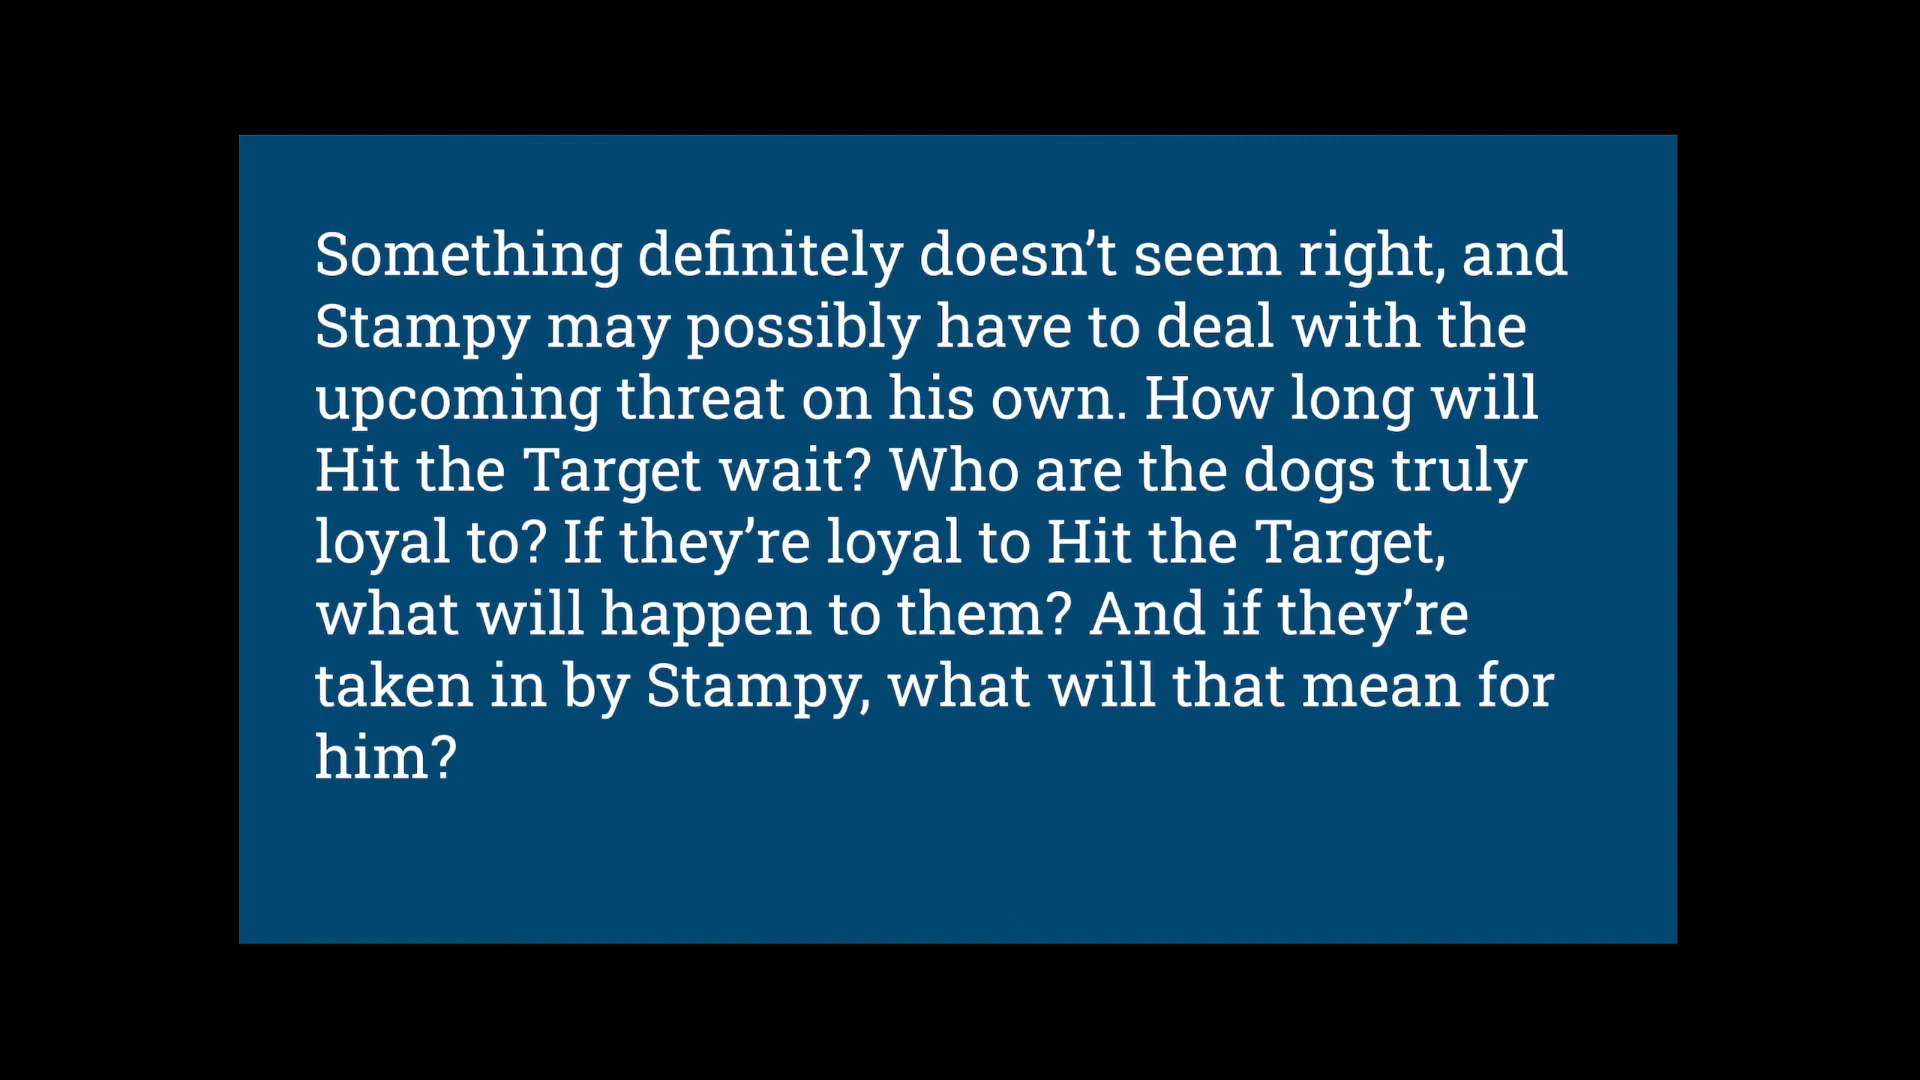 Something definitely doesn’t seem right, and
Stampy may possibly have to deal with the
upcoming threat on his own. How long will
Hit the Target wait? Who are the dogs truly
loyal to? If they’re loyal to Hit the Target,
what will happen to them? And if they’re
taken in by Stampy, what will that mean for
him?